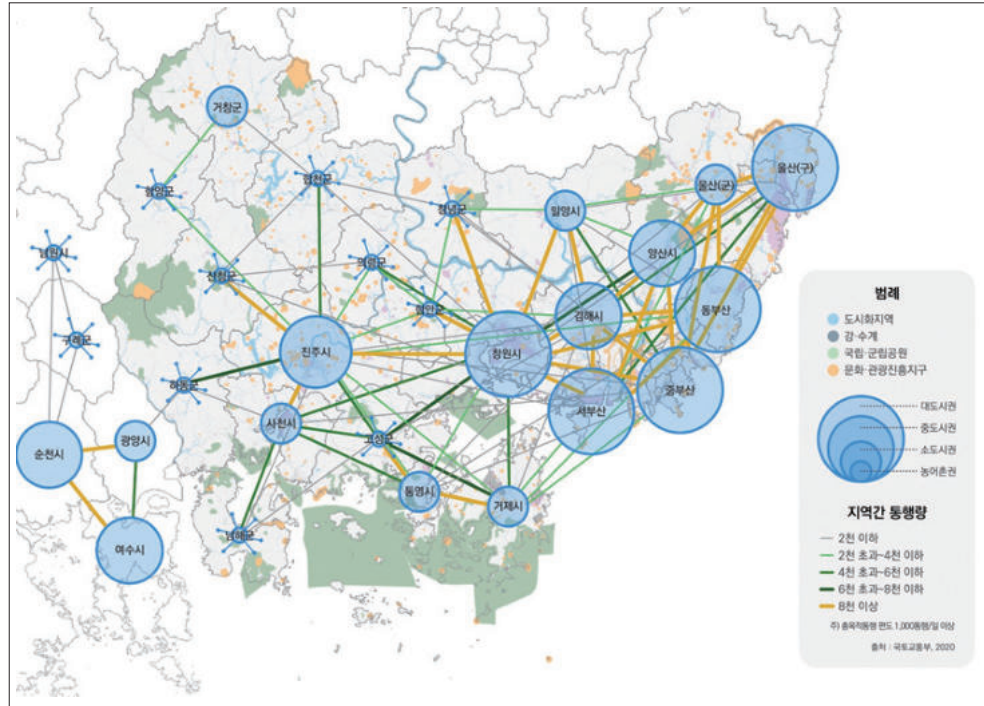 거창군
함양군
합천군
창녕군
밀양시
울산(군)
울산(구)
남원시
산청군
의령군
양산시
구례군
함안군
김해시
동부산
진주시
창원시
하동군
중부산
서부산
사천시
순천시
광양시
고성군
통영시
거제시
여수시
남해군
범례
도시화지역
강·수계
국립·군립공원
문화·관광진흥지구
대도시권
중도시권
소도시권
농어촌권
지역간 통행량
2천 이하
2천 초과~4천 이하
4천 초과~6천 이하
6천 초과~8천 이하
8천 이상
주) 총목적통행 편도 1,000통행/일 이상
출처 : 국토교통부, 2020